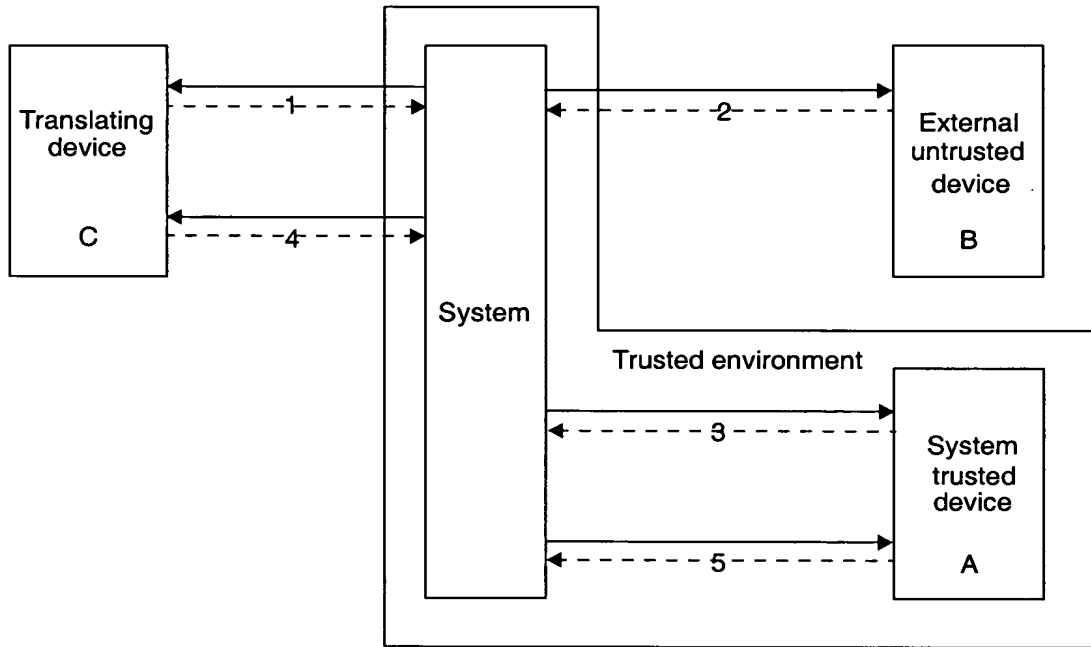 Translating
device
C
1
4
System
2
External
untrusted
device
B
Trusted environment
3
5
System
trusted
device
A